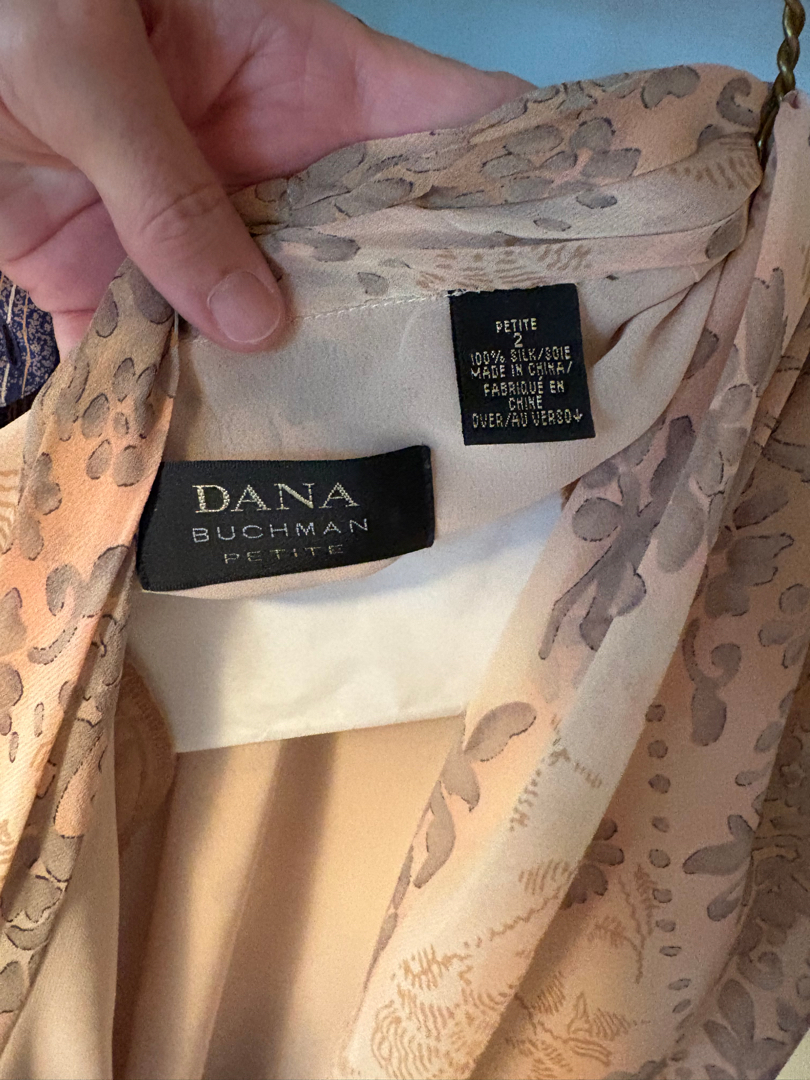 PETITE
2
100% SILK/SOIE
MADE IN CHINA/
FABRIQUÉ EN
CHINE
OVER/AU VERSO↓
DANA
BUCHMAN
PETITE